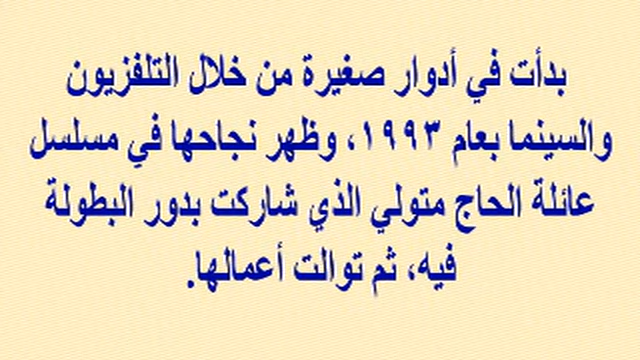 بدأت في أدوار صغيرة من خلال التلفزيون
والسينما بعام ١٩٩٣، وظهر نجاحها في مسلسل
عائلة الحاج متولي الذي شاركت بدور البطولة
فيه، ثم توالت أعمالها.